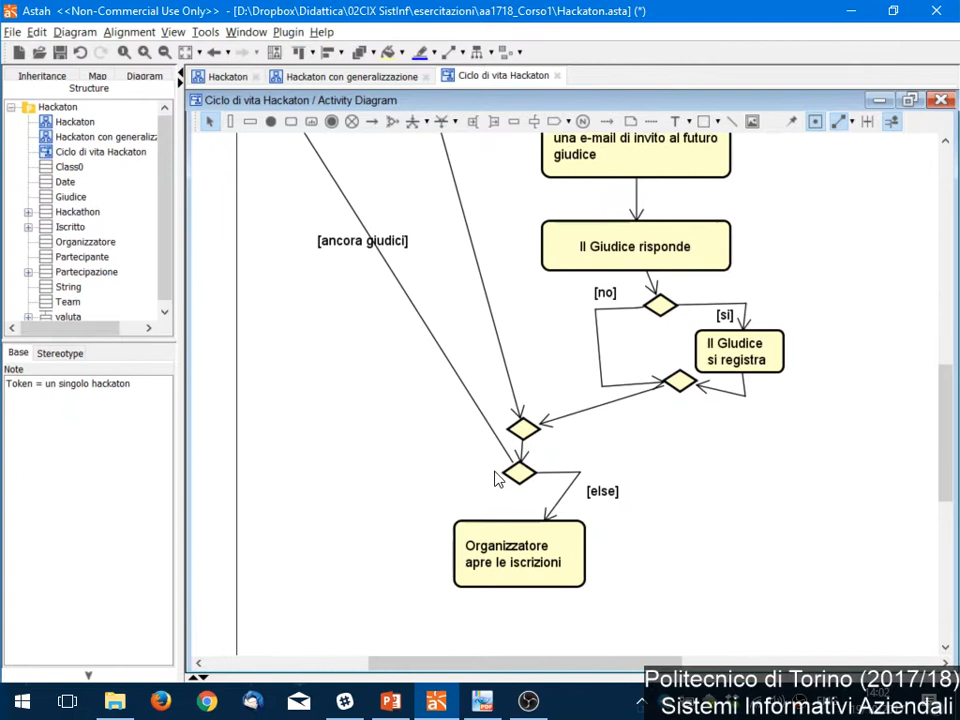 Astah <<Non-Commercial Use Only>> - [D:\Dropbox\Didattica\02CIX SistInf\esercitazioni\aa1718_Corso1\Hackaton.asta] (*)
File Edit Diagram Alignment View Tools Window Plugin Help
Inheritance Map Diagram
Structure
Hackaton
Hackaton
Hackaton con generaliz
Ciclo di vita Hackaton
Class0
Date
Giudice
Hackathon
Iscritto
Organizzatore
Partecipante
Partecipazione
String
Team
valuta
Base Stereotype
Note
Token = un singolo hackaton
Hackaton Hackaton con generalizzazione Ciclo di vita Hackaton
Ciclo di vita Hackaton / Activity Diagram
una e-mail di invito al futuro
giudice
[ancora giudici]
Il Giudice risponde
[no]
[si]
Il GIudice
si registra
[else]
Organizzatore
apre le iscrizioni
Politecnico di Torino (2017/18)
Sistemi Informativi Aziendali